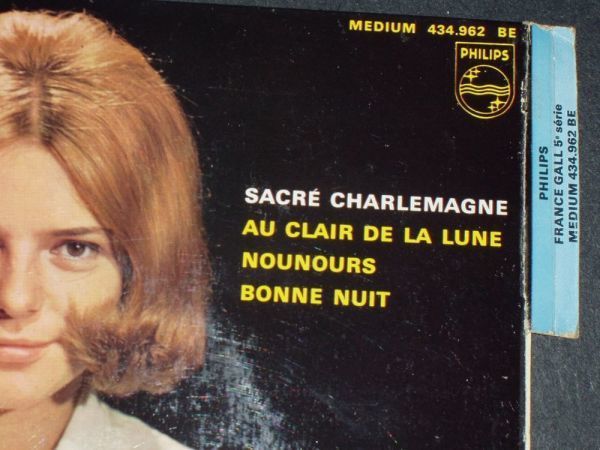 MEDIUM 434.962 BE
PHILIPS
SACRÉ CHARLEMAGNE
AU CLAIR DE LA LUNE
NOUNOURS
BONNE NUIT
PHILIPS
FRANCE GALL 5e série
MEDIUM 434.962 BE